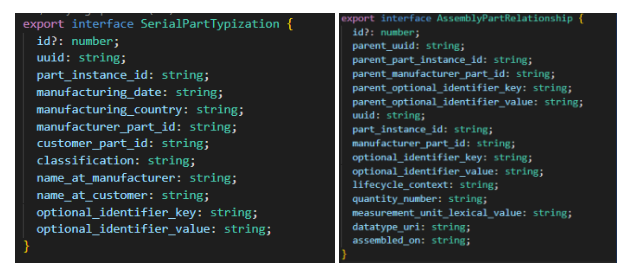 export interface SerialPartTypization {
id?: number;
uuid: string;
part_instance_id: string;
manufacturing_date: string;
manufacturing_country: string;
manufacturer_part_id: string;
customer_part_id: string;
classification: string;
name_at_manufacturer: string;
name_at_customer: string;
optional_identifier_key: string;
optional_identifier_value: string;
}
export interface AssemblyPartRelationship {
id?: number;
parent_uuid: string;
parent_part_instance_id: string;
parent_manufacturer_part_id: string;
parent_optional_identifier_key: string;
parent_optional_identifier_value: string;
uuid: string;
part_instance_id: string;
manufacturer_part_id: string;
optional_identifier_key: string;
optional_identifier_value: string;
lifecycle_context: string;
quantity_number: string;
measurement_unit_lexical_value: string;
datatype_uri: string;
assembled_on: string;
}